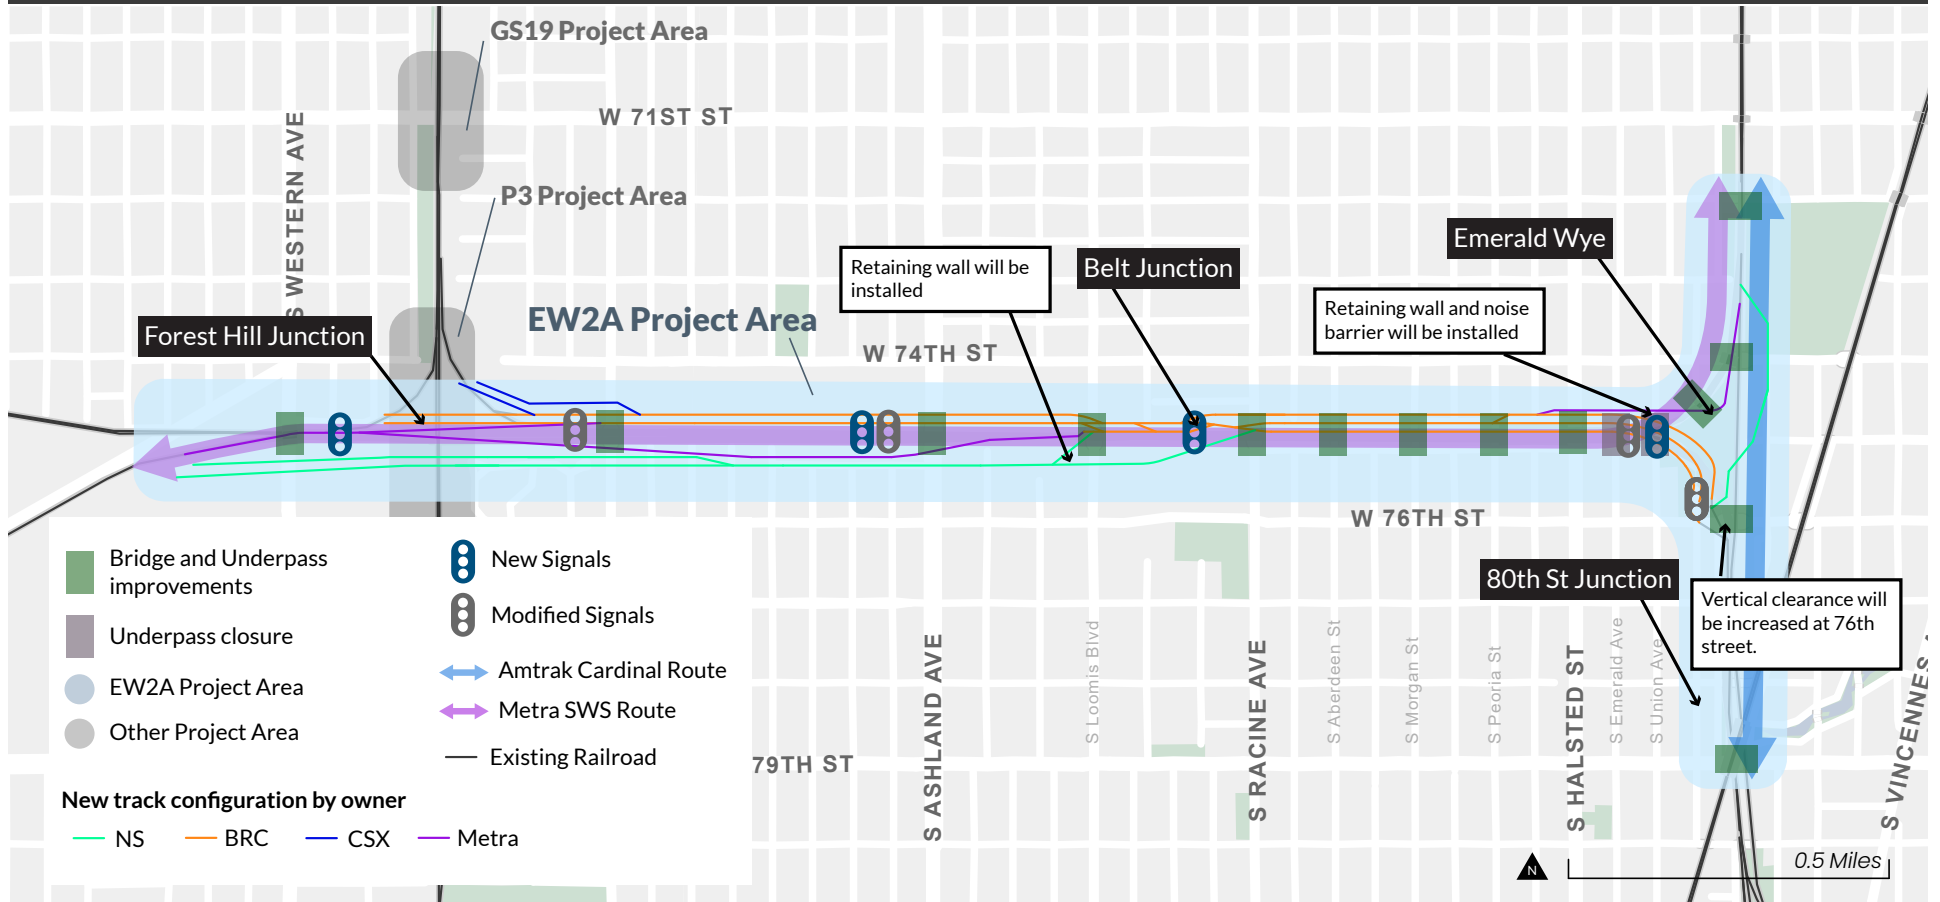 GS19 Project Area
W 71ST ST
S WESTERN AVE
P3 Project Area
Emerald Wye
Retaining wall will be
installed
Belt Junction
Retaining wall and noise
barrier will be installed
EW2A Project Area
Forest Hill Junction
W 74TH ST
W 76TH ST
80th St Junction
Vertical clearance will
be increased at 76th
street.
Bridge and Underpass
improvements
Underpass closure
EW2A Project Area
Other Project Area
New Signals
Modified Signals
Amtrak Cardinal Route
Metra SWS Route
Existing Railroad
New track configuration by owner
NS
BRC
CSX
Metra
79TH ST
S ASHLAND AVE
S Loomis Blvd
S RACINE AVE
S Aberdeen St
S Morgan St
S Peoria St
S HALSTED ST
S Emerald Ave
S Union Ave
S VINCENNES
N
0.5 Miles